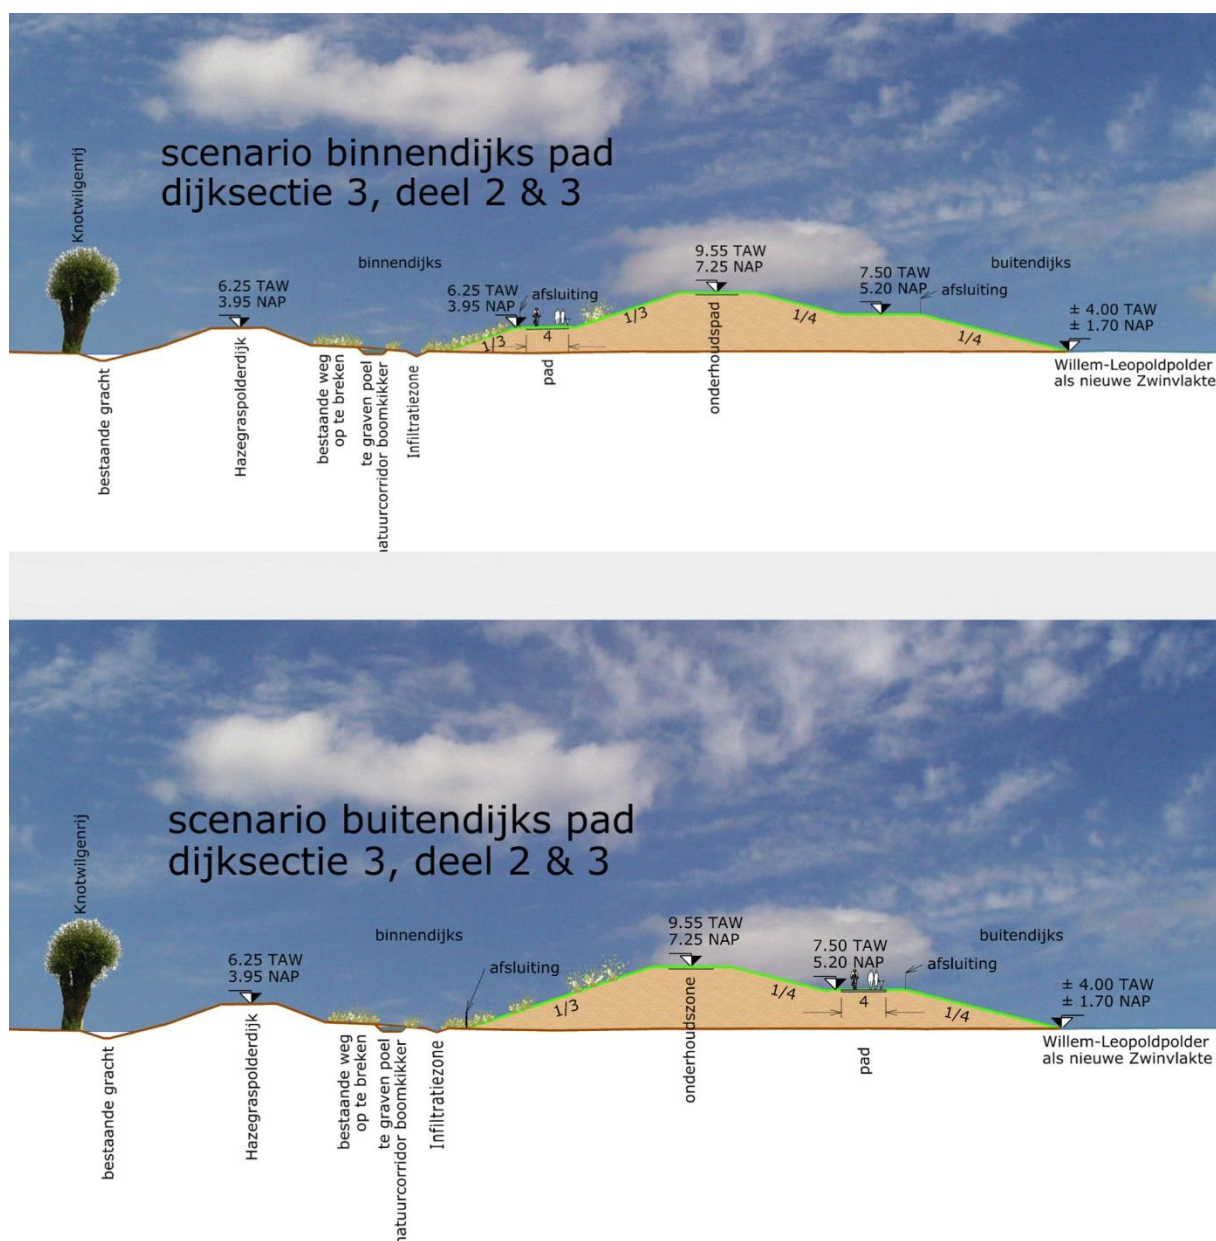 scenario binnendijks pad
dijksectie 3, deel 2 & 3
Knotwilgenrij
binnendijks
buitendijks
6.25 TAW
3.95 NAP
6.25 TAW
3.95 NAP
afsluiting
9.55 TAW
7.25 NAP
7.50 TAW
5.20 NAP
afsluiting
± 4.00 TAW
± 1.70 NAP
1/3
4
1/3
1/4
1/4
Willem-Leopoldpolder
als nieuwe Zwinvlakte
bestaande gracht
Hazegraspolderdijk
bestaande weg
op te breken
te graven poel
natuurcorridor boomkikker
Infiltratiezone
pad
onderhoudspad
scenario buitendijks pad
dijksectie 3, deel 2 & 3
Knotwilgenrij
binnendijks
buitendijks
6.25 TAW
3.95 NAP
afsluiting
9.55 TAW
7.25 NAP
7.50 TAW
5.20 NAP
afsluiting
± 4.00 TAW
± 1.70 NAP
1/3
1/4
4
1/4
Willem-Leopoldpolder
als nieuwe Zwinvlakte
bestaande gracht
Hazegraspolderdijk
bestaande weg
op te breken
te graven poel
natuurcorridor boomkikker
Infiltratiezone
onderhoudszone
pad